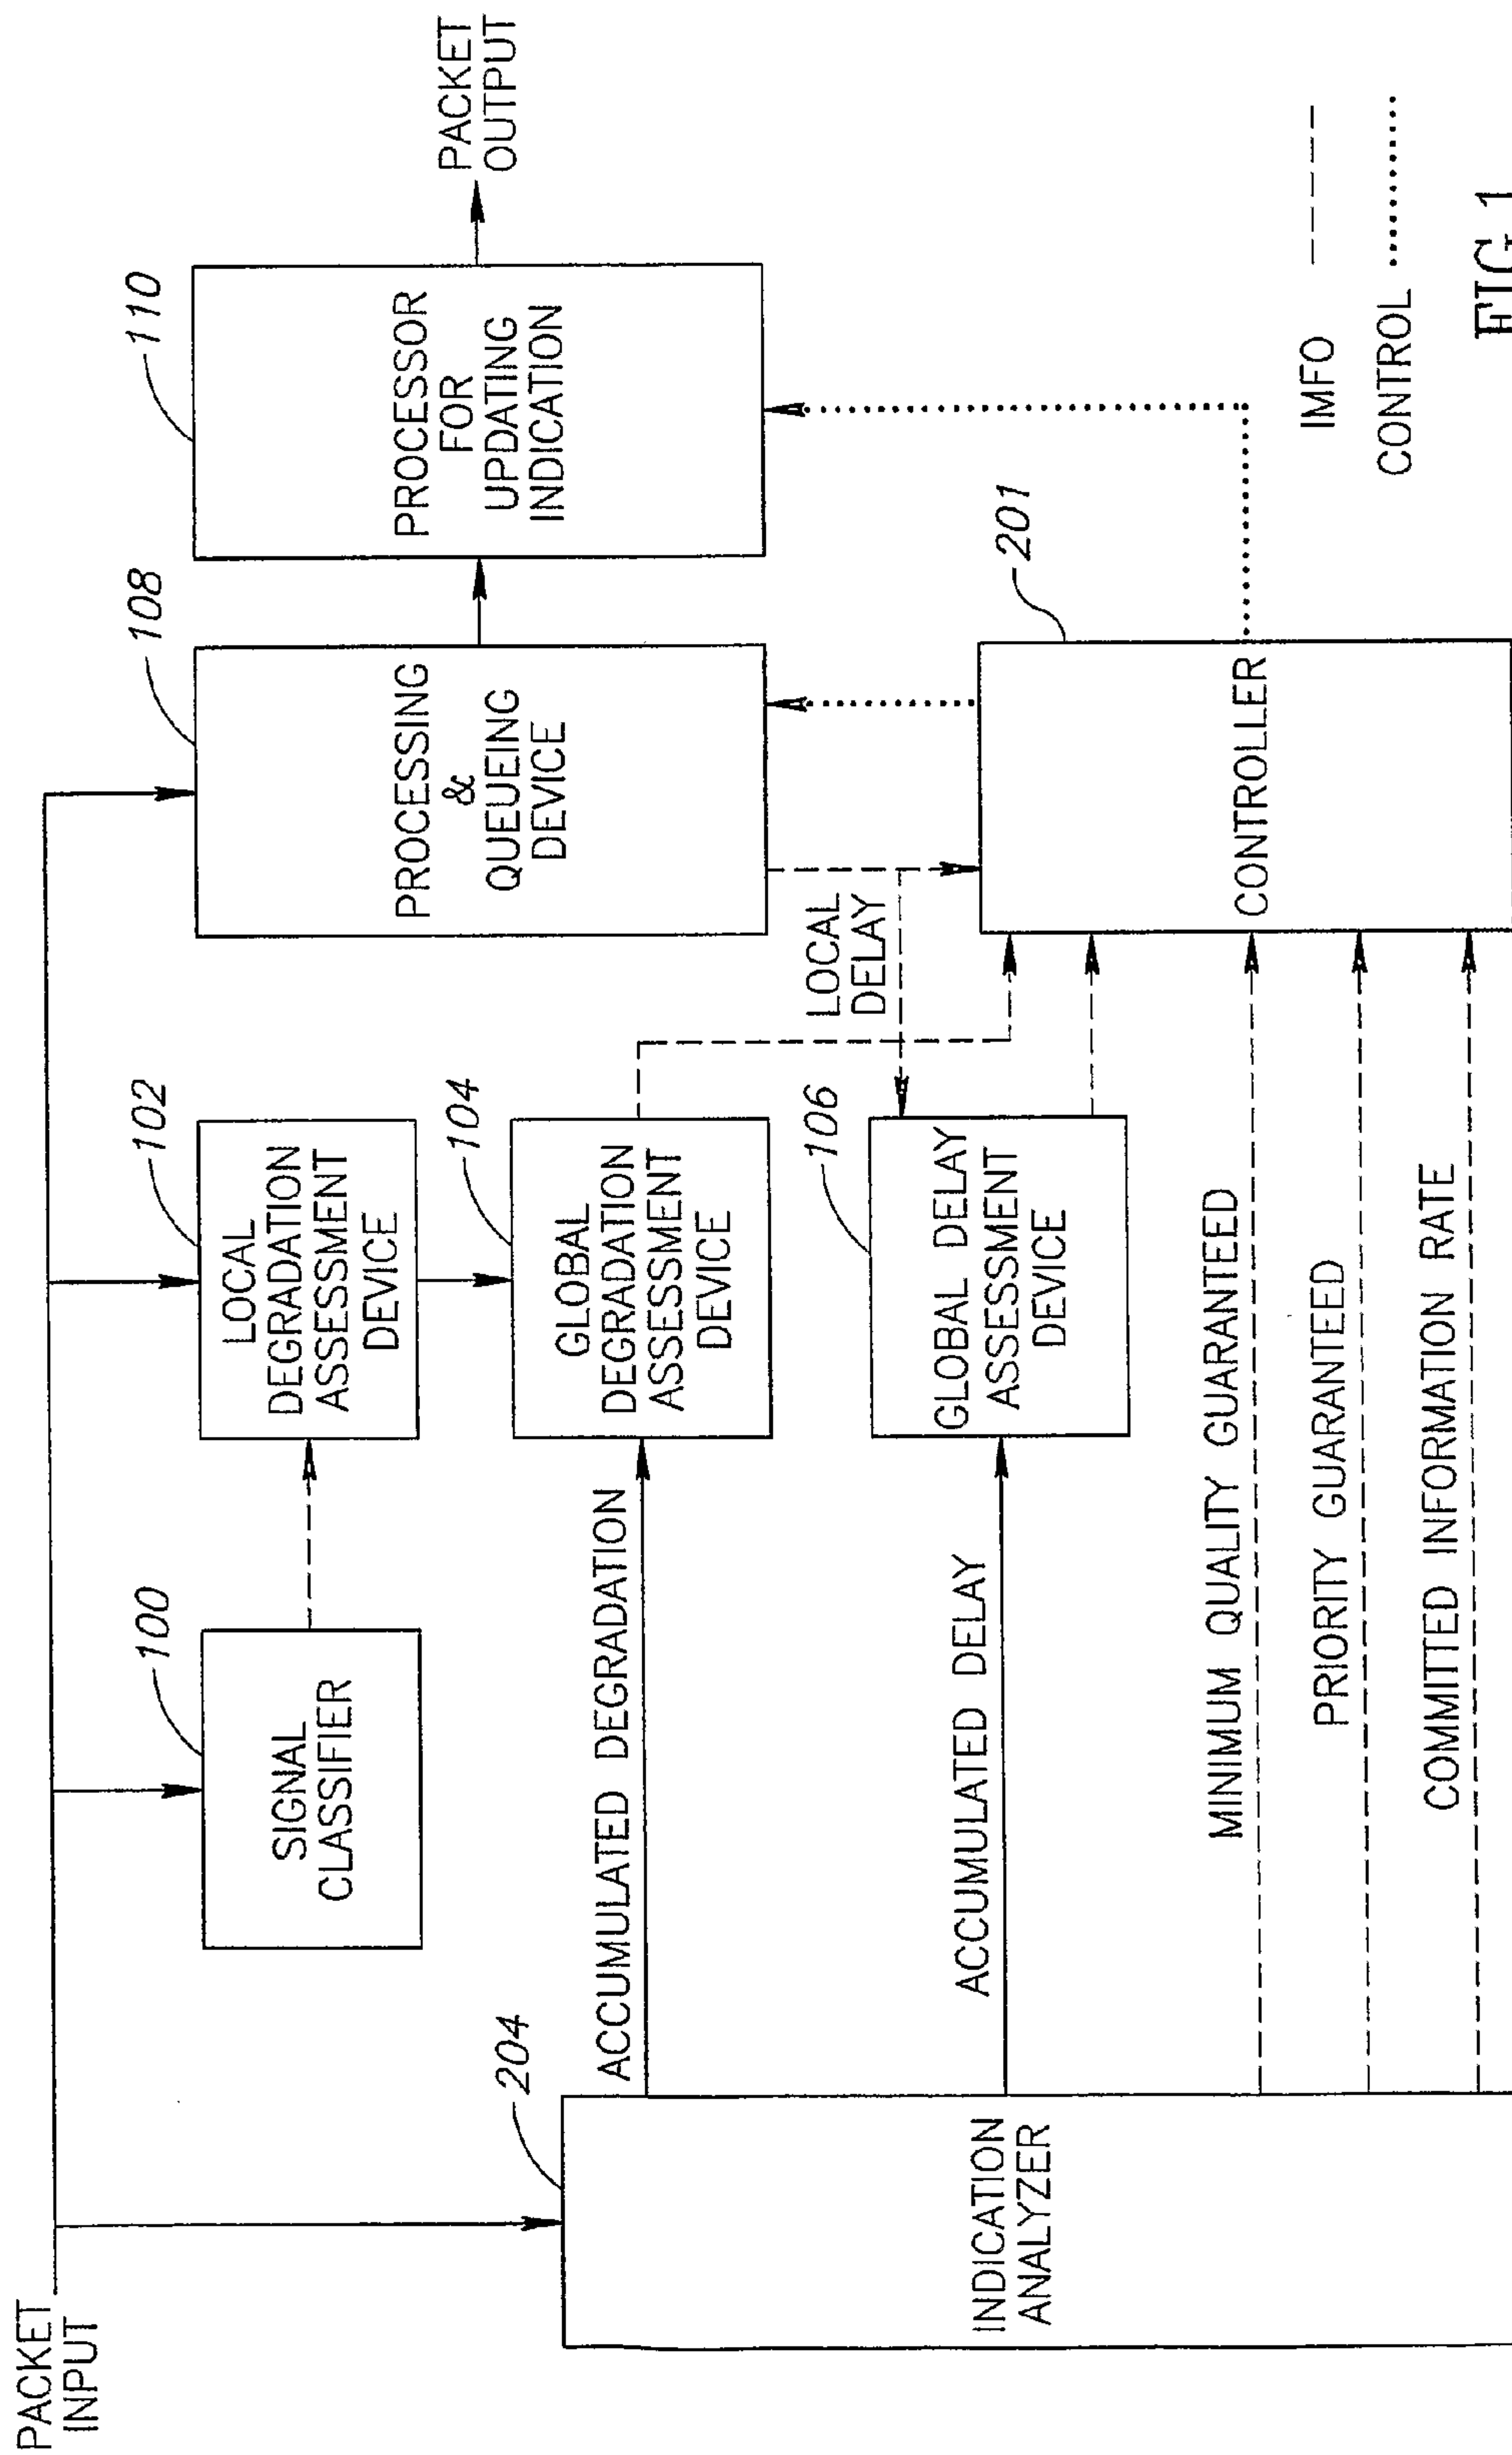 PACKET
INPUT
204
INDICATION
ANALYZER
100
SIGNAL
CLASSIFIER
102
LOCAL
DEGRADATION
ASSESSMENT
DEVICE
104
GLOBAL
DEGRADATION
ASSESSMENT
DEVICE
106
GLOBAL DELAY
ASSESSMENT
DEVICE
ACCUMULATED DEGRADATION
ACCUMULATED DELAY
MINIMUM QUALITY GUARANTEED
PRIORITY GUARANTEED
COMMITTED INFORMATION RATE
108
PROCESSING
&
QUEUEING
DEVICE
LOCAL
DELAY
201
CONTROLLER
110
PROCESSOR
FOR
UPDATING
INDICATION
PACKET
OUTPUT
IMFO
CONTROL
FIG.1